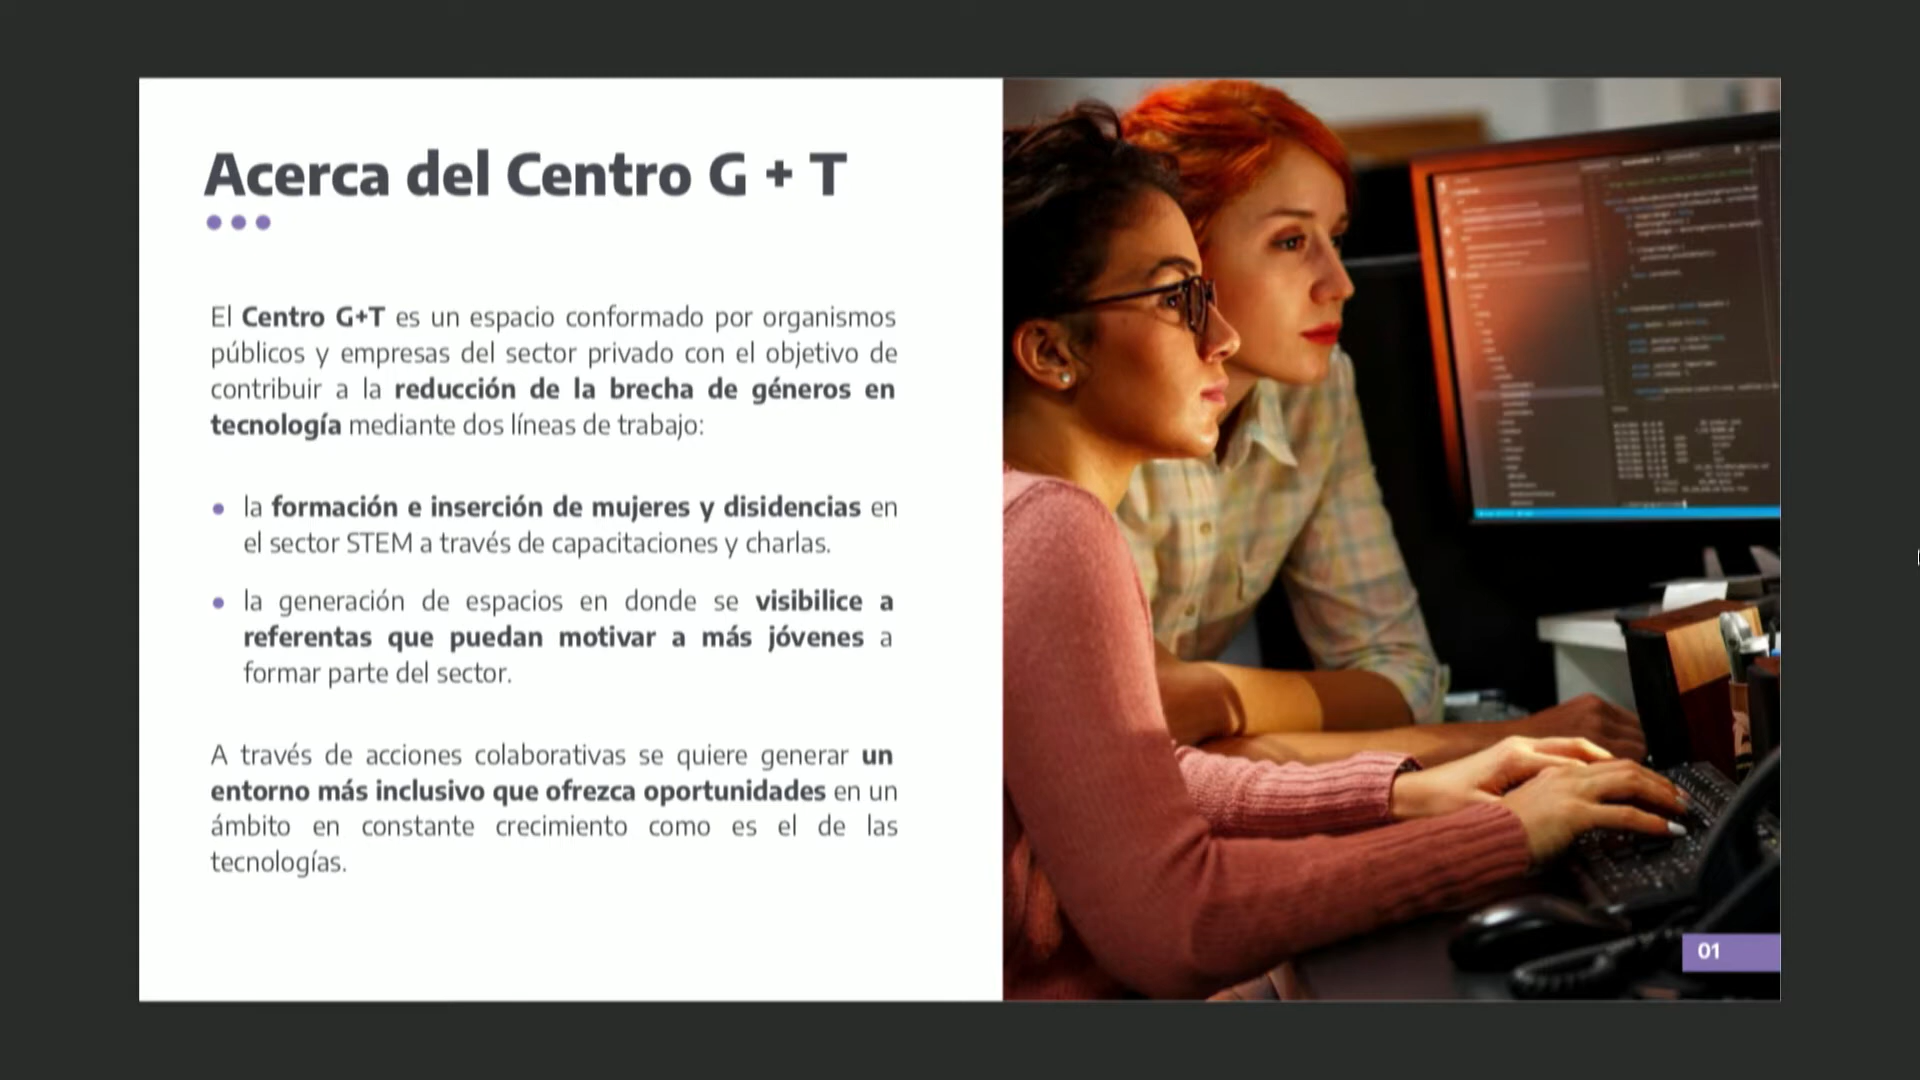 Acerca del Centro G + T
El Centro G+T es un espacio conformado por organismos
públicos y empresas del sector privado con el objetivo de
contribuir a la reducción de la brecha de géneros en
tecnología mediante dos líneas de trabajo:
la formación e inserción de mujeres y disidencias en
el sector STEM a través de capacitaciones y charlas.
la generación de espacios en donde se visibilice a
referentas que puedan motivar a más jóvenes a
formar parte del sector.
A través de acciones colaborativas se quiere generar un
entorno más inclusivo que ofrezca oportunidades en un
ámbito en constante crecimiento como es el de las
tecnologías.
01